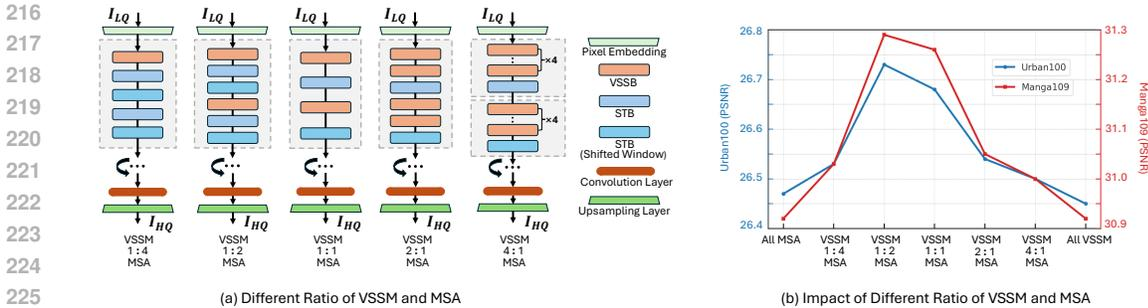 216
217
218
219
220
221
222
223
224
225
I_LQ I_LQ I_LQ I_LQ I_LQ
×4
×4
I_HQ I_HQ I_HQ I_HQ I_HQ
VSSM
1 : 4
MSA
VSSM
1 : 2
MSA
VSSM
1 : 1
MSA
VSSM
2 : 1
MSA
VSSM
4 : 1
MSA
Pixel Embedding
VSSB
STB
STB
(Shifted Window)
Convolution Layer
Upsampling Layer
(a) Different Ratio of VSSM and MSA
Urban100 (PSNR)
26.8
26.7
26.6
26.5
26.4
Urban100
Manga109
31.3
31.2
31.1
31.0
30.9
Manga109 (PSNR)
All MSA
VSSM
1 : 4
MSA
VSSM
1 : 2
MSA
VSSM
1 : 1
MSA
VSSM
2 : 1
MSA
VSSM
4 : 1
MSA
All VSSM
(b) Impact of Different Ratio of VSSM and MSA